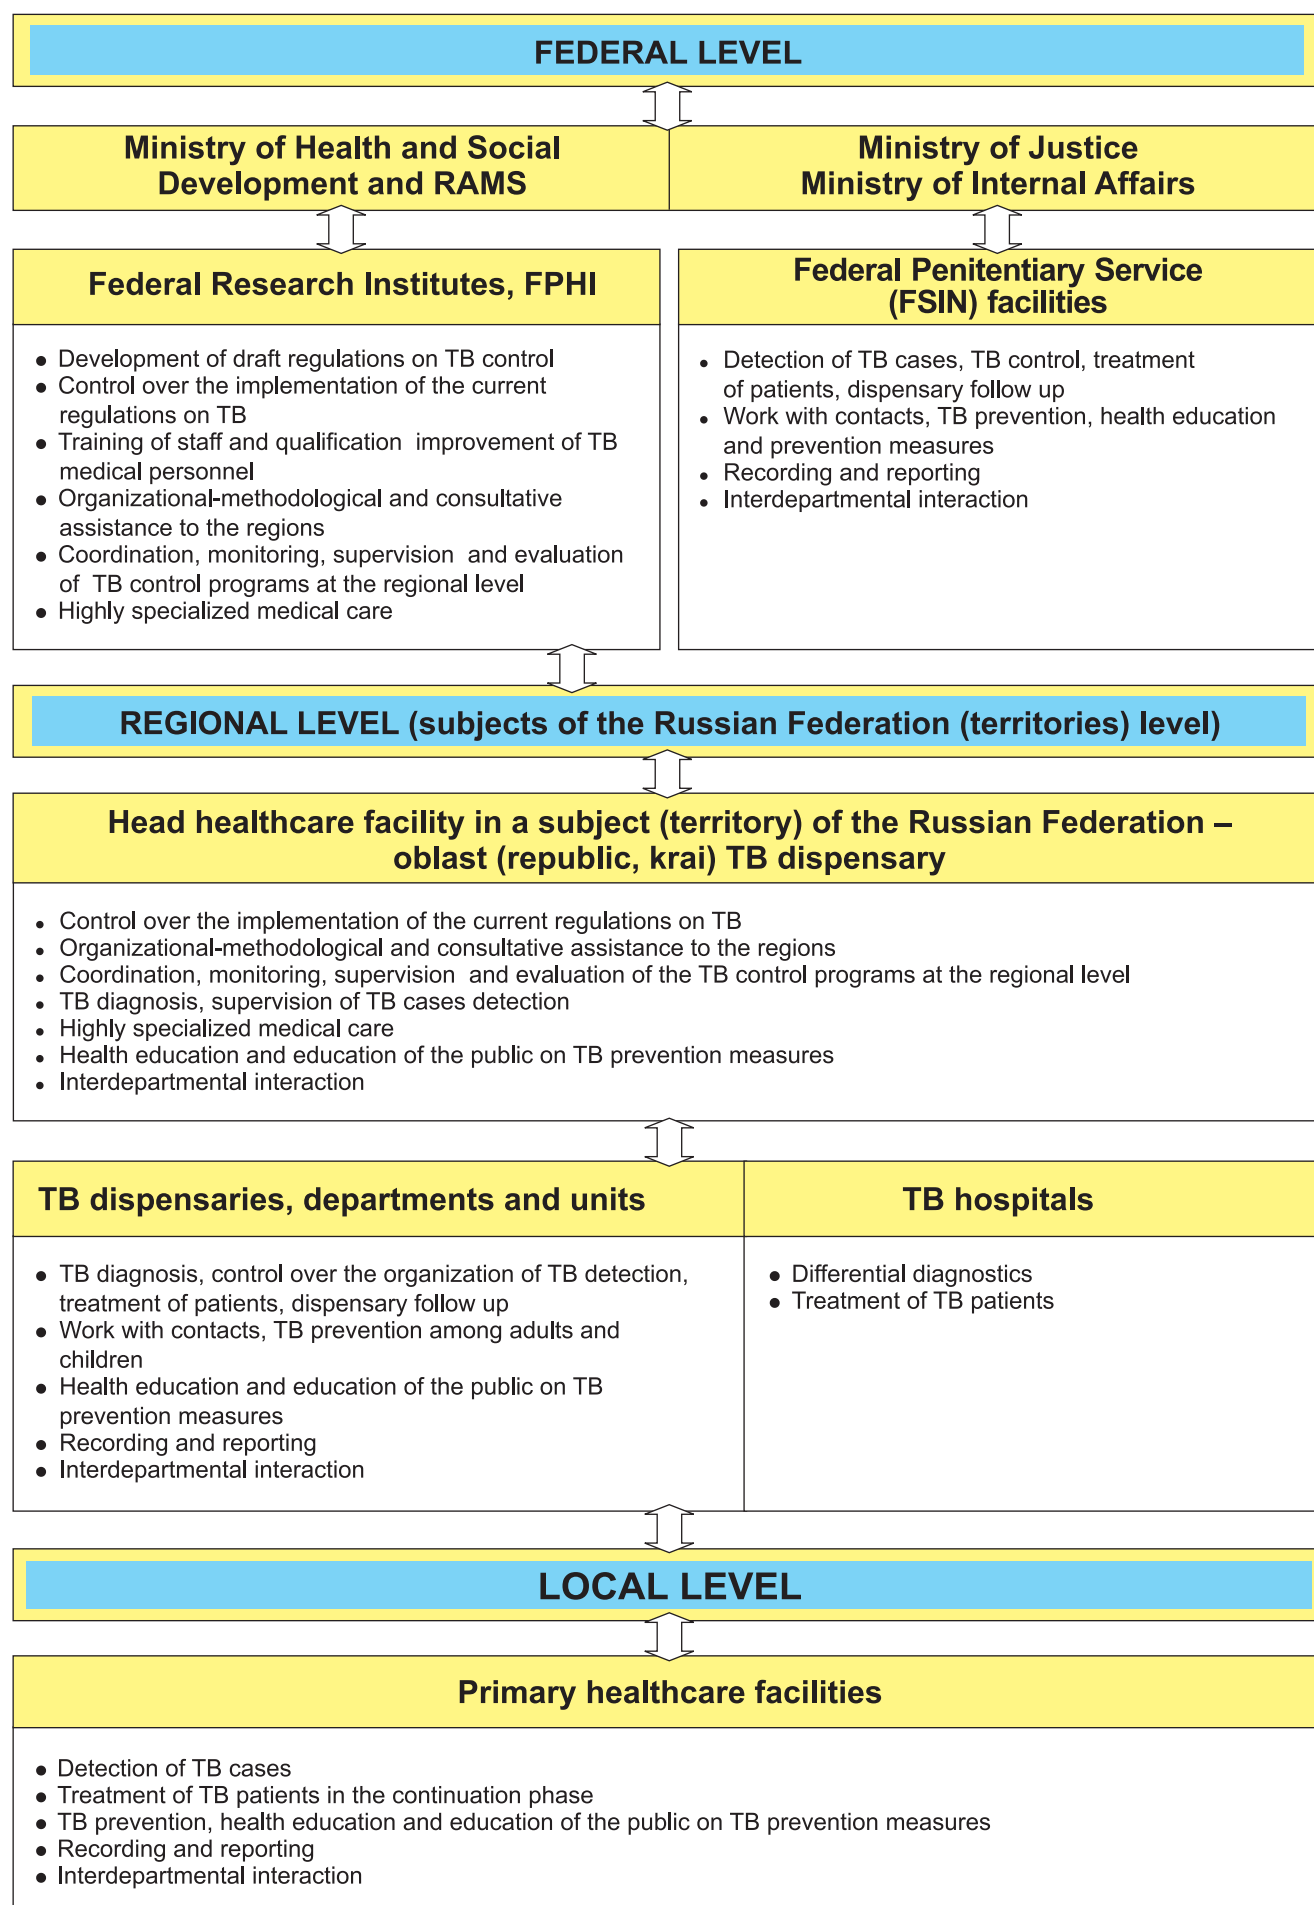 FEDERAL LEVEL
Ministry of Health and Social
Development and RAMS
Ministry of Justice
Ministry of Internal Affairs
Federal Research Institutes, FPHI
● Development of draft regulations on TB control
● Control over the implementation of the current
regulations on TB
● Training of staff and qualification improvement of TB
medical personnel
● Organizational-methodological and consultative
assistance to the regions
● Coordination, monitoring, supervision and evaluation
of TB control programs at the regional level
● Highly specialized medical care
Federal Penitentiary Service
(FSIN) facilities
● Detection of TB cases, TB control, treatment
of patients, dispensary follow up
● Work with contacts, TB prevention, health education
and prevention measures
● Recording and reporting
● Interdepartmental interaction
REGIONAL LEVEL (subjects of the Russian Federation (territories) level)
Head healthcare facility in a subject (territory) of the Russian Federation –
oblast (republic, krai) TB dispensary
● Control over the implementation of the current regulations on TB
● Organizational-methodological and consultative assistance to the regions
● Coordination, monitoring, supervision and evaluation of the TB control programs at the regional level
● TB diagnosis, supervision of TB cases detection
● Highly specialized medical care
● Health education and education of the public on TB prevention measures
● Interdepartmental interaction
TB dispensaries, departments and units
● TB diagnosis, control over the organization of TB detection,
treatment of patients, dispensary follow up
● Work with contacts, TB prevention among adults and
children
● Health education and education of the public on TB
prevention measures
● Recording and reporting
● Interdepartmental interaction
TB hospitals
● Differential diagnostics
● Treatment of TB patients
LOCAL LEVEL
Primary healthcare facilities
● Detection of TB cases
● Treatment of TB patients in the continuation phase
● TB prevention, health education and education of the public on TB prevention measures
● Recording and reporting
● Interdepartmental interaction